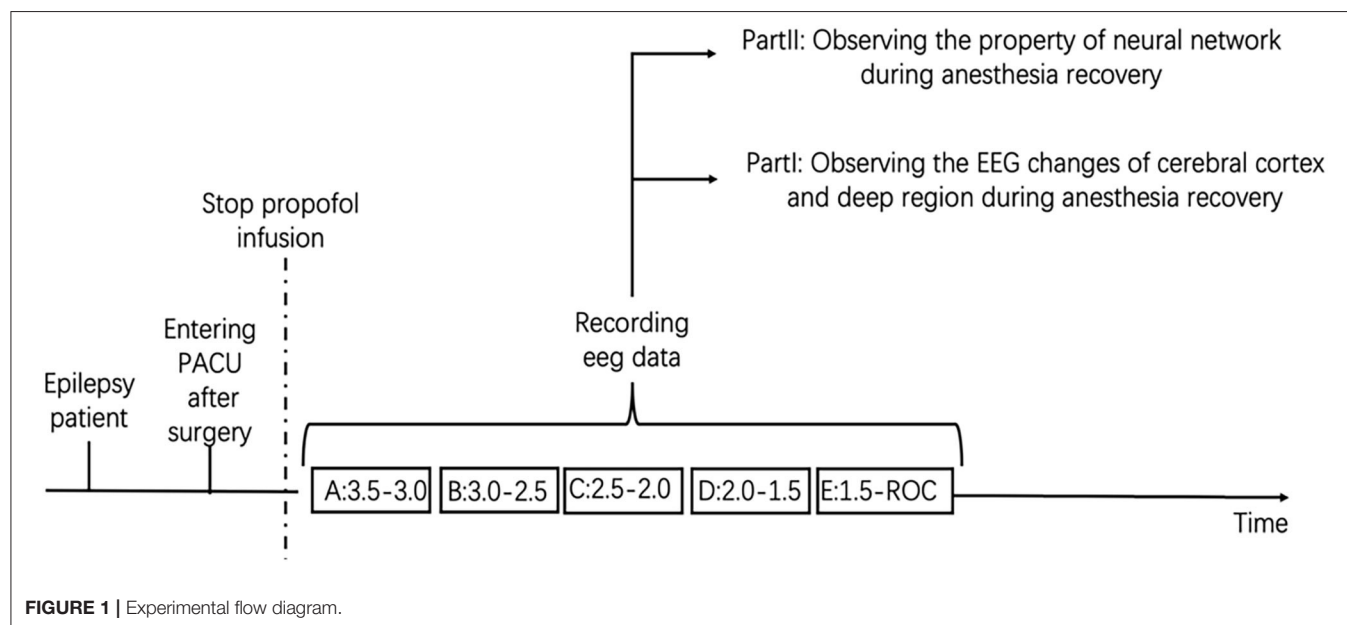 PartII: Observing the property of neural network
during anesthesia recovery
PartI: Observing the EEG changes of cerebral cortex
and deep region during anesthesia recovery
Stop propofol
infusion
Recording
eeg data
Entering
PACU
after
surgery
Epilepsy
patient
A:3.5-3.0
B:3.0-2.5
C:2.5-2.0
D:2.0-1.5
E:1.5-ROC
Time
FIGURE 1 | Experimental flow diagram.